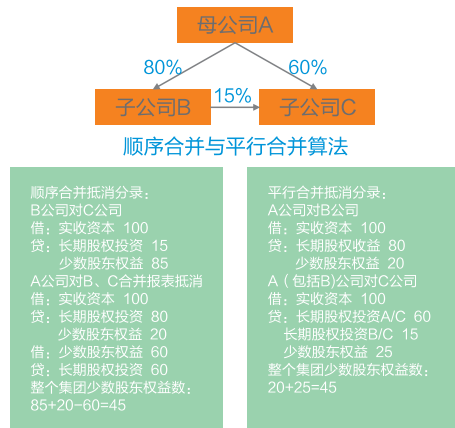 母公司A
80%
60%
子公司B
15%
子公司C
顺序合并与平行合并算法
顺序合并抵消分录：
B公司对C公司
借：实收资本 100
贷：长期股权投资 15
少数股东权益 85
A公司对B、C合并报表抵消
借：实收资本 100
贷：长期股权投资 80
少数股东权益 20
借：少数股东权益 60
贷：长期股权投资 60
整个集团少数股东权益数：
85+20-60=45
平行合并抵消分录：
A公司对B公司
借：实收资本 100
贷：长期股权收益 80
少数股东权益 20
A（包括B)公司对C公司
借：实收资本 100
贷：长期股权投资A/C 60
长期股权投资B/C 15
少数股东权益 25
整个集团少数股东权益数：
20+25=45